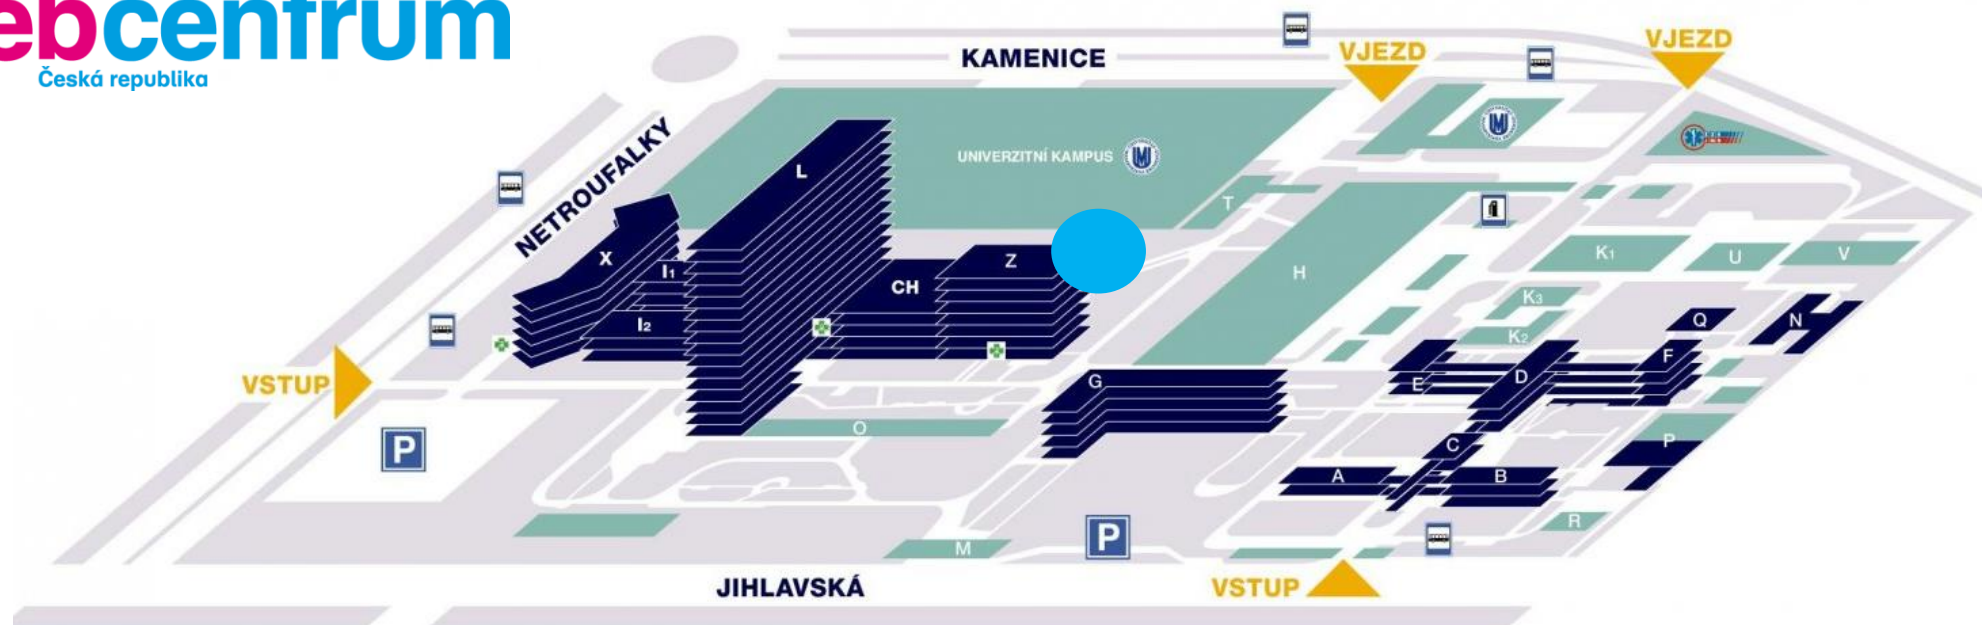 ebcentrum
Česká republika
KAMENICE
VJEZD
VJEZD
NETROUFALKY
UNIVERZITNÍ KAMPUS
L
T
X
I1
Z
H
K1
U
V
CH
I2
K3
K2
Q
N
VSTUP
G
E
D
F
O
P
C
P
A
B
M
P
R
JIHLAVSKÁ
VSTUP